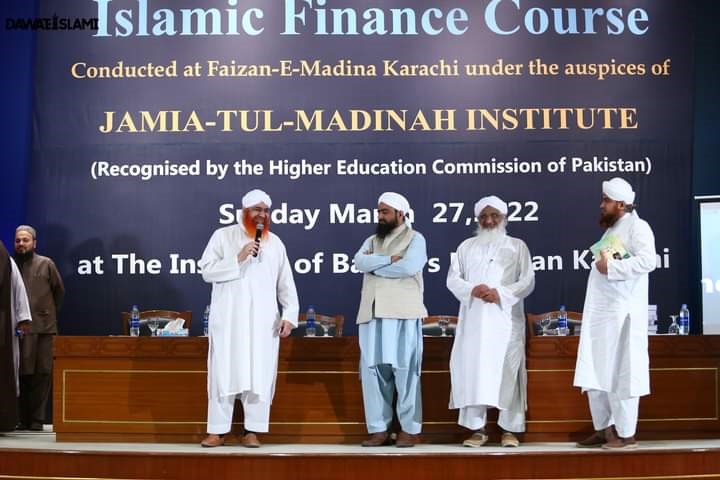 DAWATEISLAMI
Islamic Finance Course
Conducted at Faizan-E-Madina Karachi under the auspices of
JAMIA-TUL-MADINAH INSTITUTE
(Recognised by the Higher Education Commission of Pakistan)
March 27, 22
at The of